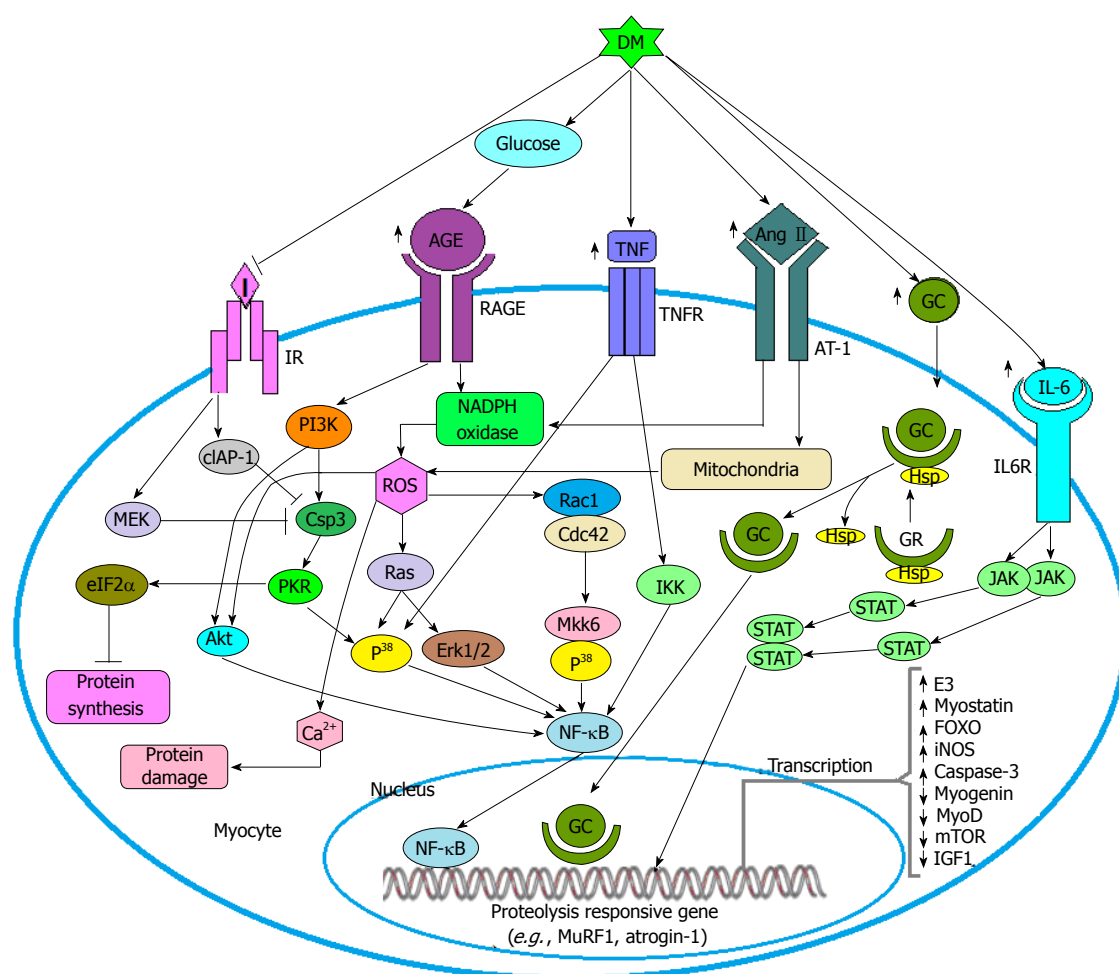 DM
Glucose
AGE
TNF
Ang II
I
GC
RAGE
TNFR
AT-1
IR
IL-6
IL6R
PI3K
NADPH
oxidase
cIAP-1
ROS
Mitochondria
GC
Hsp
MEK
Csp3
Rac1
Cdc42
GC
Hsp
GR
Hsp
eIF2α
PKR
Ras
IKK
JAK
JAK
STAT
Akt
P38
Erk1/2
Mkk6
P38
STAT
STAT
STAT
Protein
synthesis
Ca2+
NF-κB
Protein
damage
E3
Myostatin
FOXO
iNOS
Caspase-3
Myogenin
MyoD
mTOR
IGF1
Transcription
Nucleus
Myocyte
GC
NF-κB
Proteolysis responsive gene
(e.g., MuRF1, atrogin-1)